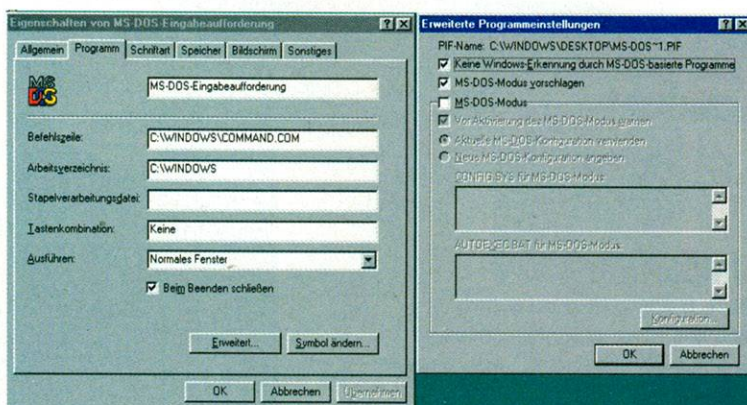 Eigenschaften von MS-DOS-Eingabeaufforderung
Allgemein Programm Schriftart Speicher Bildschirm Sonstiges
MS DOS
MS-DOS-Eingabeaufforderung
Befehlszeile: C:\WINDOWS\COMMAND.COM
Arbeitsverzeichnis: C:\WINDOWS
Stapelverarbeitungsdatei:
Tastenkombination: Keine
Ausführen: Normales Fenster
Beim Beenden schließen
Erweitert... Symbol ändern...
OK Abbrechen Übernehmen
Erweiterte Programmeinstellungen
PIF-Name: C:\WINDOWS\DESKTOP\MS-DOS~1.PIF
Keine Windows-Erkennung durch MS-DOS-basierte Programme
MS-DOS-Modus vorschlagen
MS-DOS-Modus
Vor Aktivierung des MS-DOS-Modus warnen
Aktuelle MS-DOS-Konfiguration verwenden
Neue MS-DOS-Konfiguration angeben
CONFIG.SYS für MS-DOS-Modus:
AUTOEXEC.BAT für MS-DOS-Modus:
Konfiguration...
OK Abbrechen